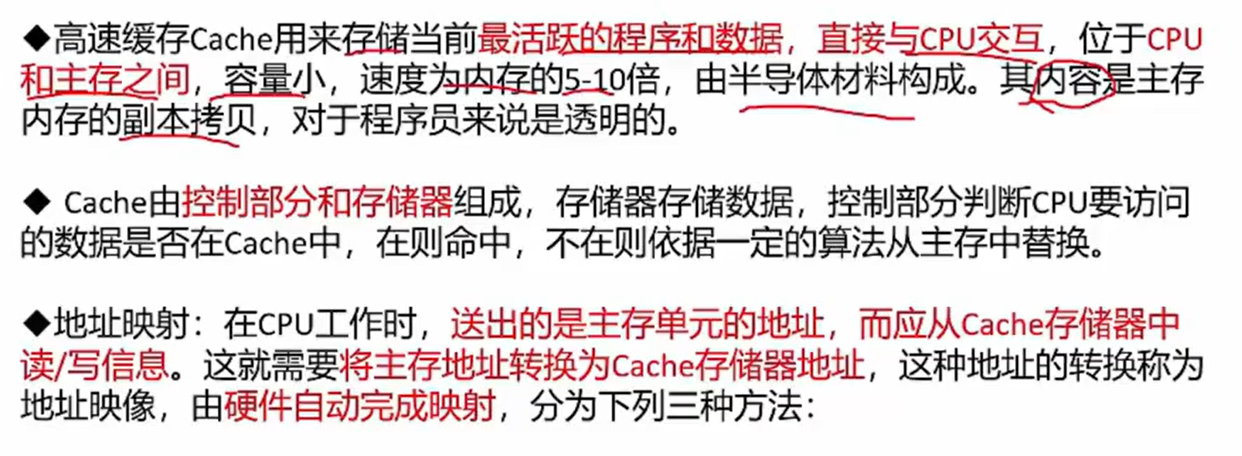 ◆高速缓存Cache用来存储当前最活跃的程序和数据，直接与CPU交互，位于CPU
和主存之间，容量小，速度为内存的5-10倍，由半导体材料构成。其内容是主存
内存的副本拷贝，对于程序员来说是透明的。
◆ Cache由控制部分和存储器组成，存储器存储数据，控制部分判断CPU要访问
的数据是否在Cache中，在则命中，不在则依据一定的算法从主存中替换。
◆地址映射：在CPU工作时，送出的是主存单元的地址，而应从Cache存储器中
读/写信息。这就需要将主存地址转换为Cache存储器地址，这种地址的转换称为
地址映像，由硬件自动完成映射，分为下列三种方法：